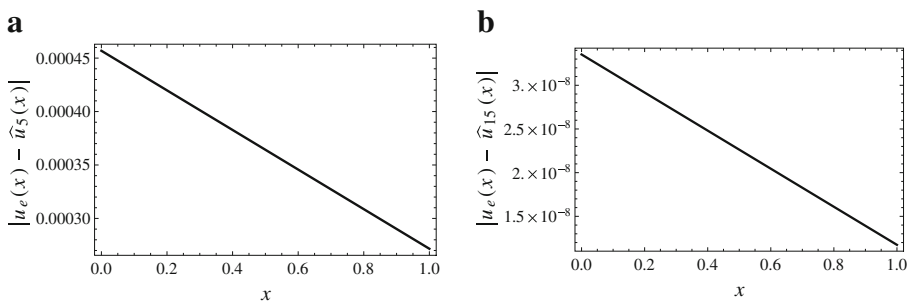 a
|u_e(x) − û_5(x)|
0.00045
0.00040
0.00035
0.00030
0.0 0.2 0.4 0.6 0.8 1.0
x
b
|u_e(x) − û_15(x)|
3. × 10^-8
2.5 × 10^-8
2. × 10^-8
1.5 × 10^-8
0.0 0.2 0.4 0.6 0.8 1.0
x